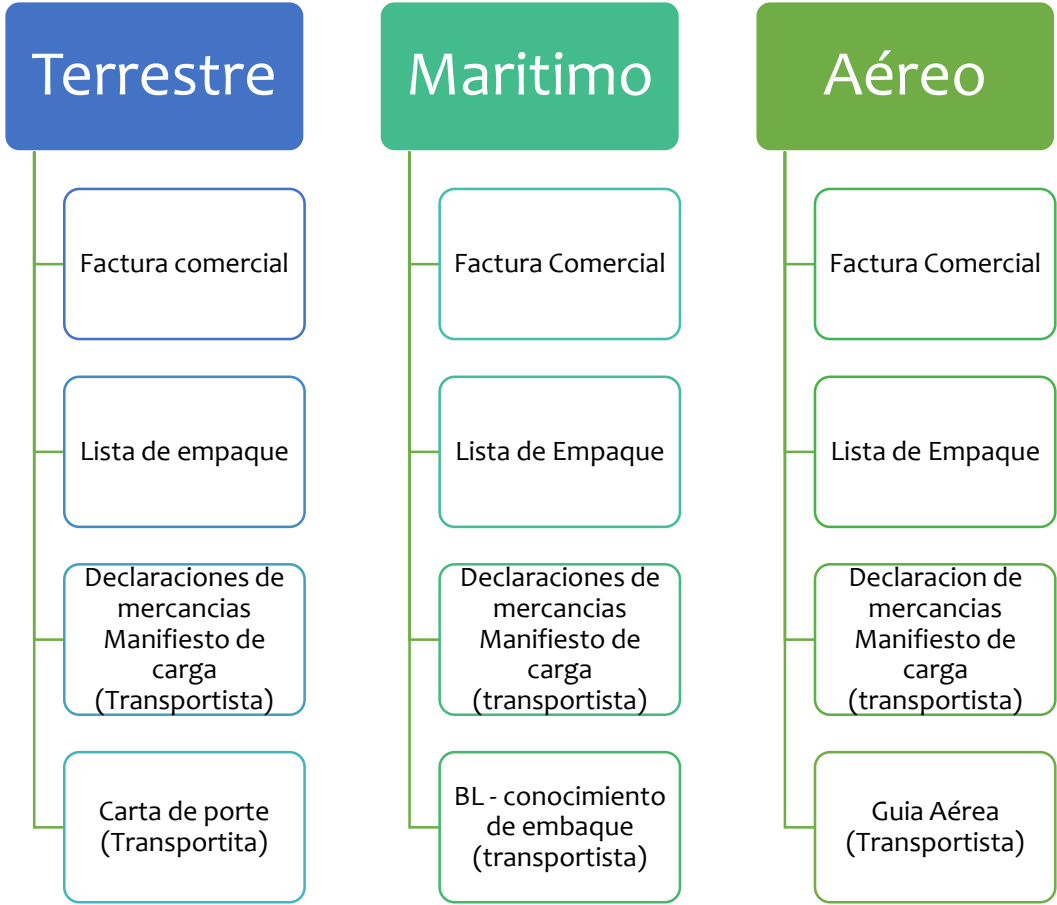 Terrestre
Factura comercial
Lista de empaque
Declaraciones de
mercancias
Manifiesto de
carga
(Transportista)
Carta de porte
(Transportita)
Maritimo
Factura Comercial
Lista de Empaque
Declaraciones de
mercancias
Manifiesto de
carga
(transportista)
BL - conocimiento
de embaque
(transportista)
Aéreo
Factura Comercial
Lista de Empaque
Declaracion de
mercancias
Manifiesto de
carga
(transportista)
Guia Aérea
(Transportista)